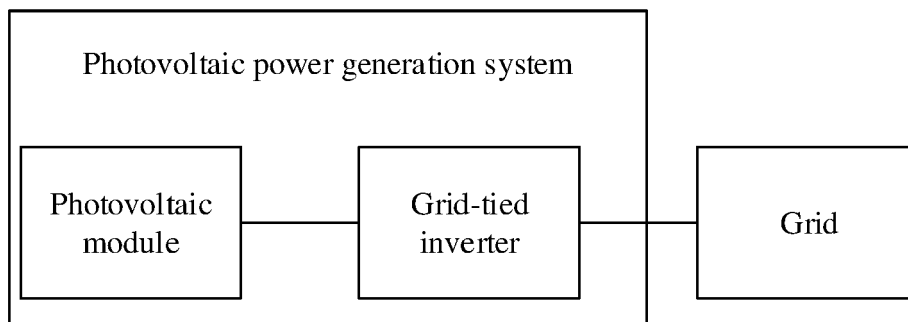 Photovoltaic power generation system
Photovoltaic
module
Grid-tied
inverter
Grid